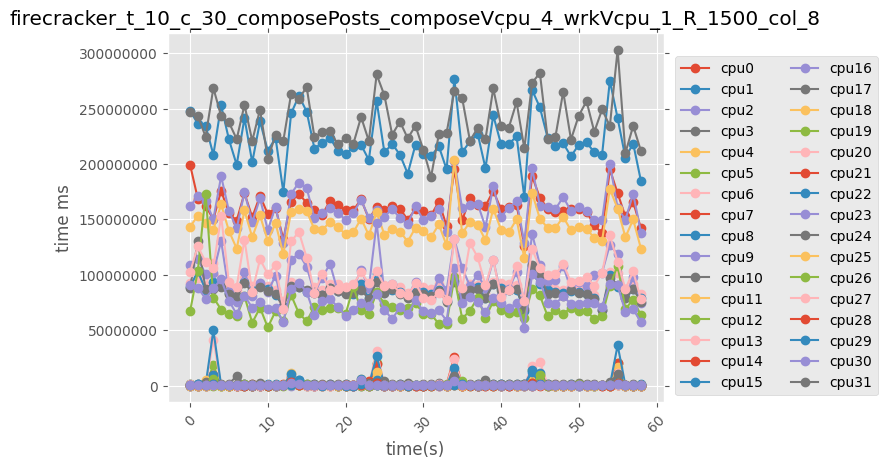 firecracker_t_10_c_30_composePosts_composeVcpu_4_wrkVcpu_1_R_1500_col_8
300000000
250000000
200000000
150000000
100000000
50000000
0
time ms
0 10 20 30 40 50 60
time(s)
cpu0 cpu16
cpu1 cpu17
cpu2 cpu18
cpu3 cpu19
cpu4 cpu20
cpu5 cpu21
cpu6 cpu22
cpu7 cpu23
cpu8 cpu24
cpu9 cpu25
cpu10 cpu26
cpu11 cpu27
cpu12 cpu28
cpu13 cpu29
cpu14 cpu30
cpu15 cpu31